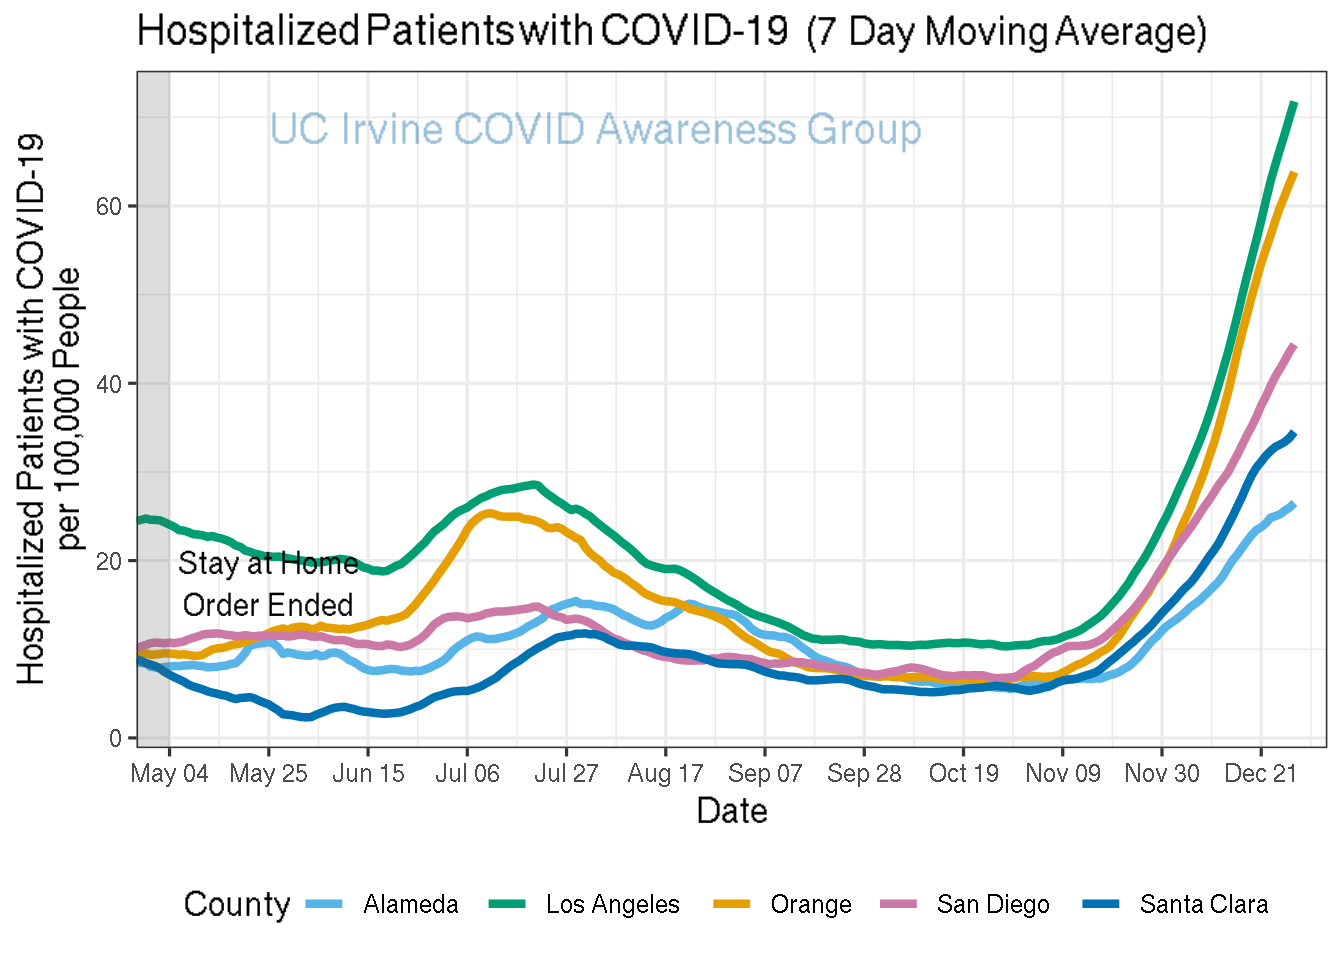 Hospitalized Patients with COVID-19 (7 Day Moving Average)
UC Irvine COVID Awareness Group
Hospitalized Patients with COVID-19
per 100,000 People
60
40
20
0
Stay at Home
Order Ended
May 04 May 25 Jun 15 Jul 06 Jul 27 Aug 17 Sep 07 Sep 28 Oct 19 Nov 09 Nov 30 Dec 21
Date
County Alameda Los Angeles Orange San Diego Santa Clara